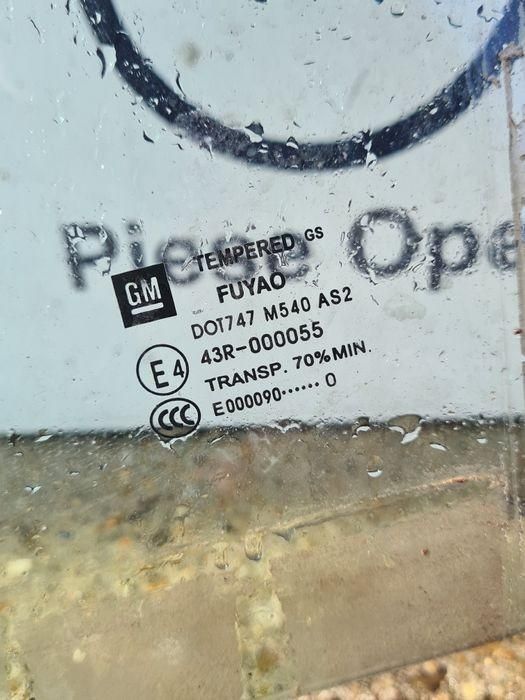 Piese Ope
TEMPERED GS
GM
FUYAO
DOT747 M540 AS2
E4
43R-000055
TRANSP. 70%MIN.
CCC
E000090...... 0